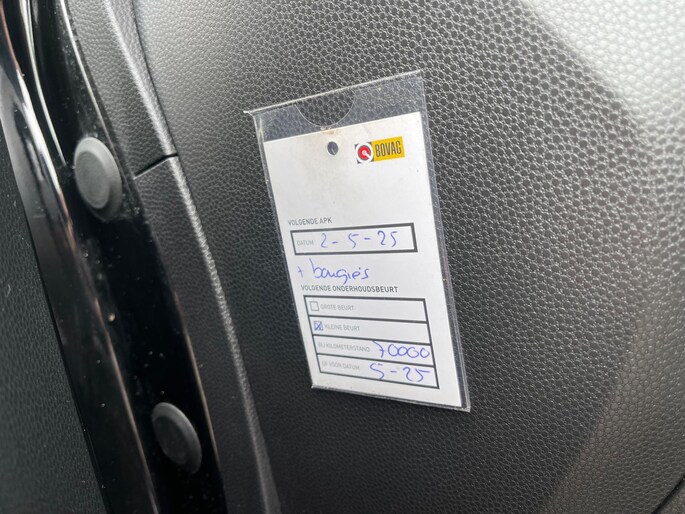 BOVAG
VOLGENDE APK
DATUM 2-5-25
+ bougies
VOLGENDE ONDERHOUDSBEURT
GROTE BEURT
KLEINE BEURT
BIJ KILOMETERSTAND 70000
OF VOOR DATUM 5-25